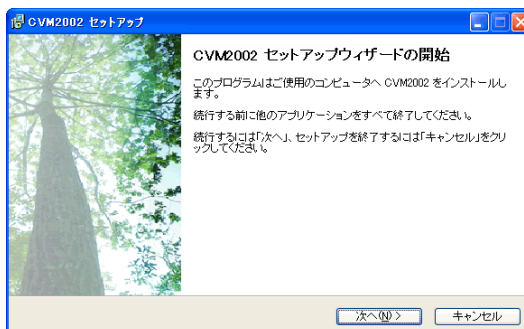 CVM2002 セットアップ
CVM2002 セットアップウィザードの開始
このプログラムはご使用のコンピュータへ CVM2002 をインストールし
ます。
続行する前に他のアプリケーションをすべて終了してください。
続行するには「次へ」、セットアップを終了するには「キャンセル」をクリ
ックしてください。
次へ(N) >
キャンセル